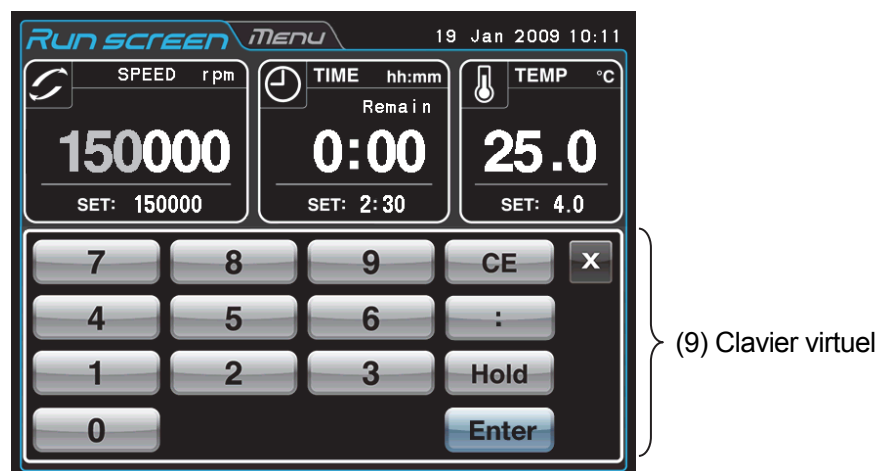 Run screen Menu 19 Jan 2009 10:11
SPEED rpm TIME hh:mm TEMP °C
Remain
150000 0:00 25.0
SET: 150000 SET: 2:30 SET: 4.0
7 8 9 CE X
4 5 6 :
1 2 3 Hold
0 Enter
(9) Clavier virtuel